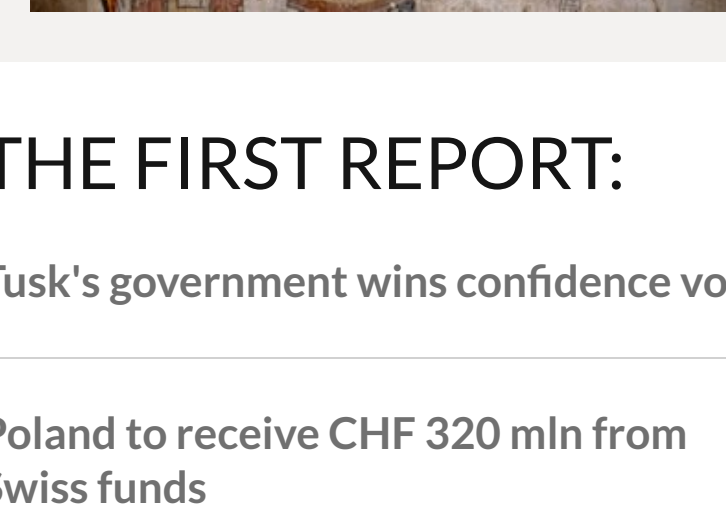 THE FIRST REPORT:
Tusk's government wins confidence
Poland to receive CHF 320 mln from
Swiss funds